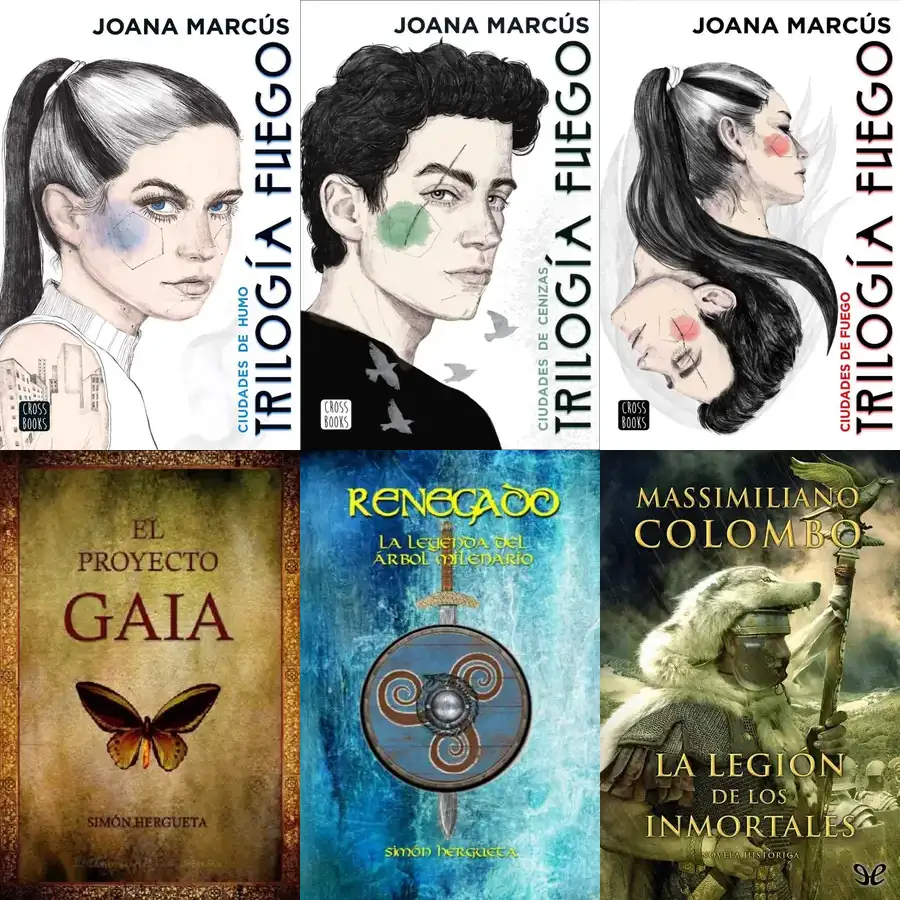 JOANA MARCÚS
TRILOGÍA FUEGO
CIUDADES DE HUMO
CROSS
BOOKS
JOANA MARCÚS
TRILOGÍA FUEGO
CIUDADES DE CENIZAS
CROSS
BOOKS
JOANA MARCÚS
TRILOGÍA FUEGO
CIUDADES DE FUEGO
CROSS
BOOKS
EL
PROYECTO
GAIA
SIMÓN HERGUETA
RENEGADO
LA LEYENDA DEL
ÁRBOL MILENARIO
SIMÓN HERGUETA
MASSIMILIANO
COLOMBO
LA LEGIÓN
DE LOS
INMORTALES
NOVELA HISTÓRICA